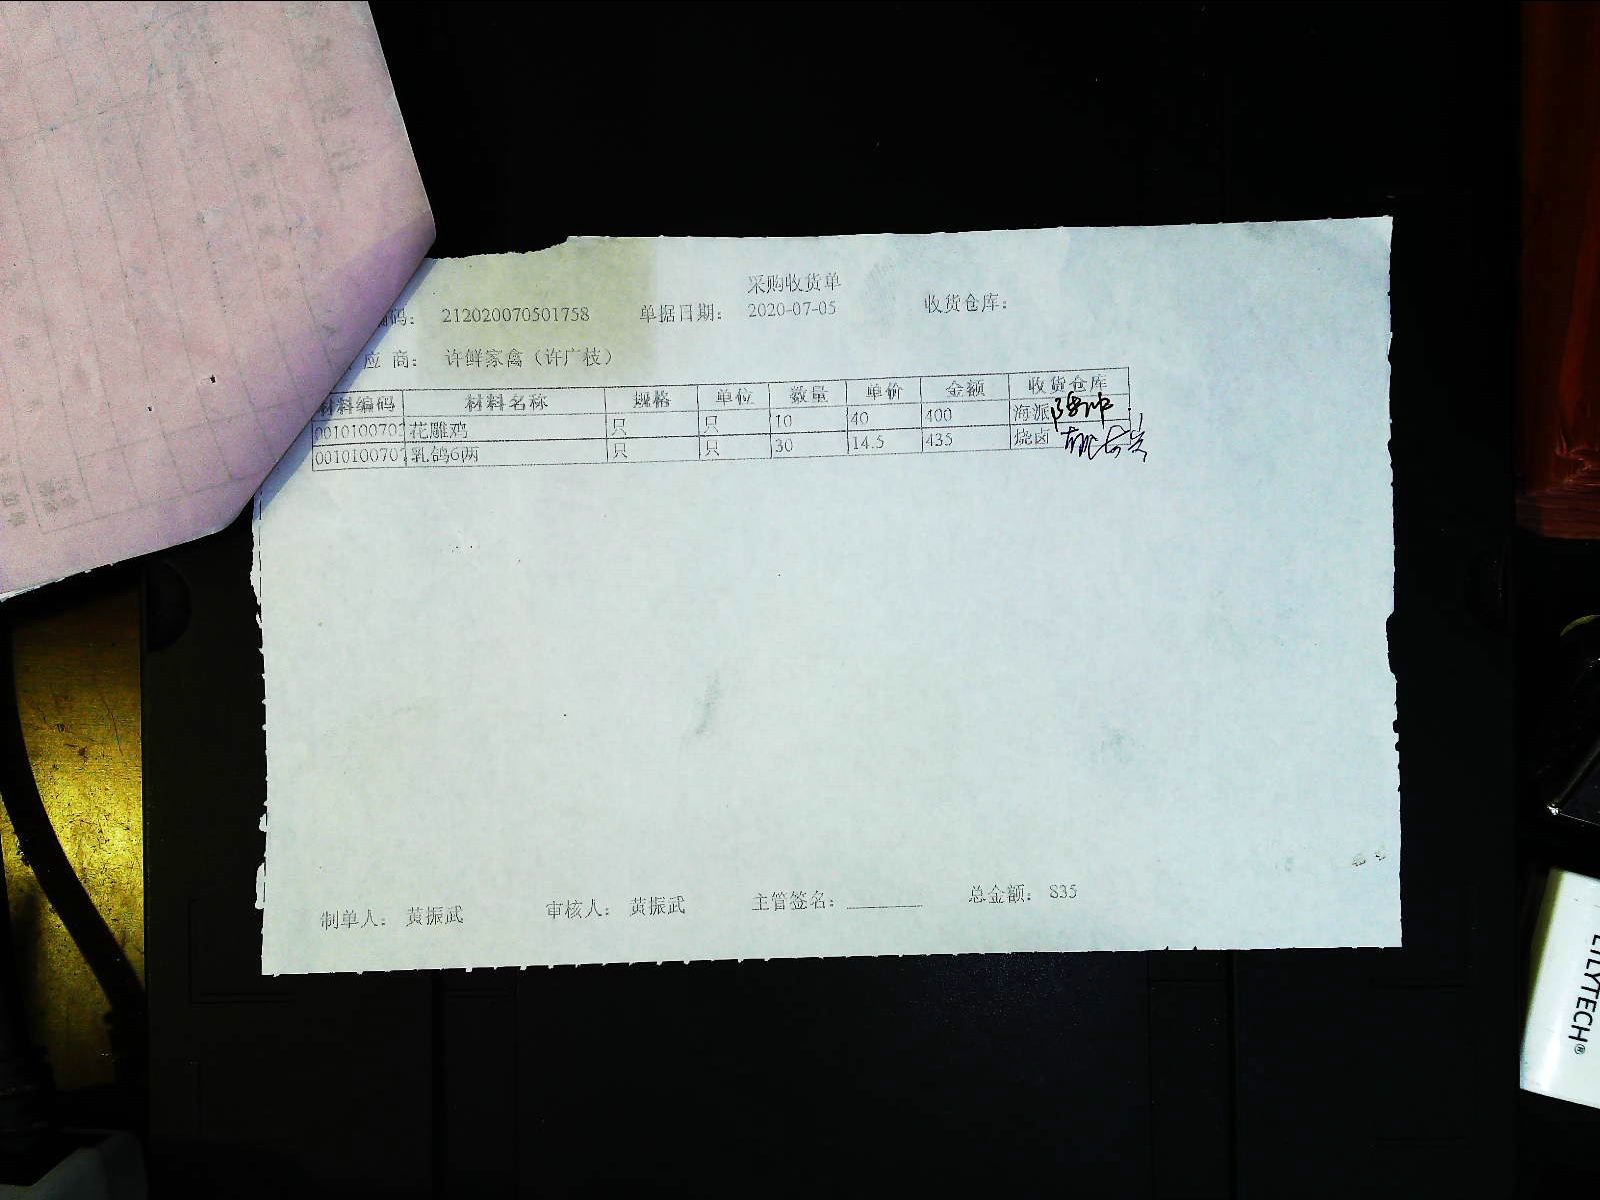 采购收货单
编码： 212020070501758 单据日期： 2020-07-05 收货仓库：
应 商： 许鲜家禽（许广枝）
材料编码 材料名称 规格 单位 数量 单价 金额 收货仓库
0010100702 花雕鸡 只 只 10 40 400 海派
0010100707 乳鸽6两 只 只 30 14.5 435 烧卤
制单人： 黄振武 审核人： 黄振武 主管签名：________ 总金额： 835
LILYTECH®